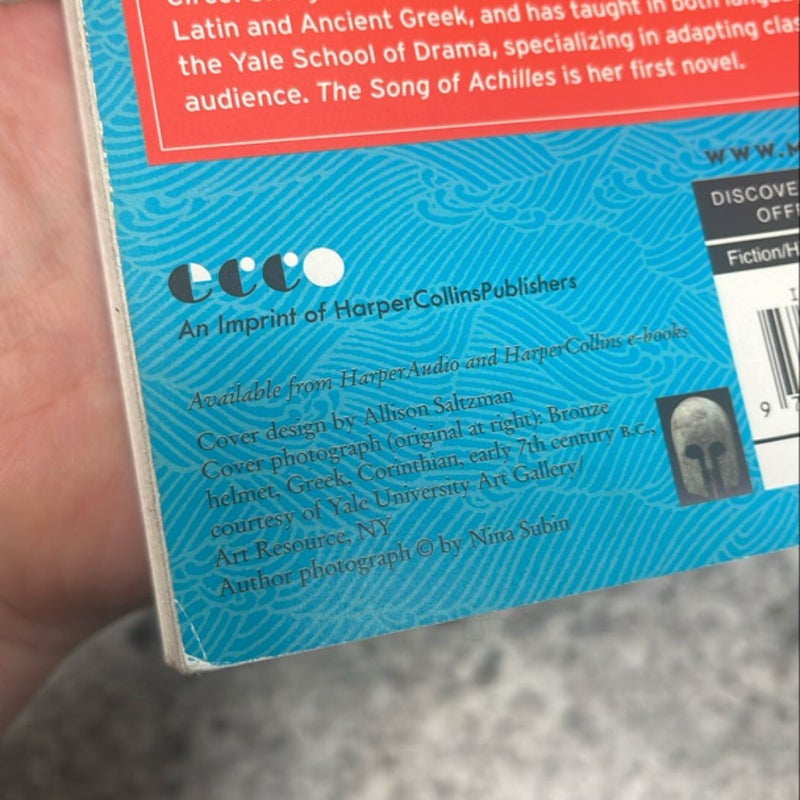 Latin and Ancient Greek, and has taught in both
the Yale School of Drama, specializing in adapting
audience. The Song of Achilles is her first novel.
WWW.M
DISCOVE
OFF
Fiction/H
ecco
An Imprint of HarperCollinsPublishers
Available from HarperAudio and HarperCollins e-books
Cover design by Allison Saltzman
Cover photograph (original at right): Bronze
helmet, Greek, Corinthian, early 7th century B.C.,
courtesy of Yale University Art Gallery/
Art Resource, NY
Author photograph © by Nina Subin
9 7